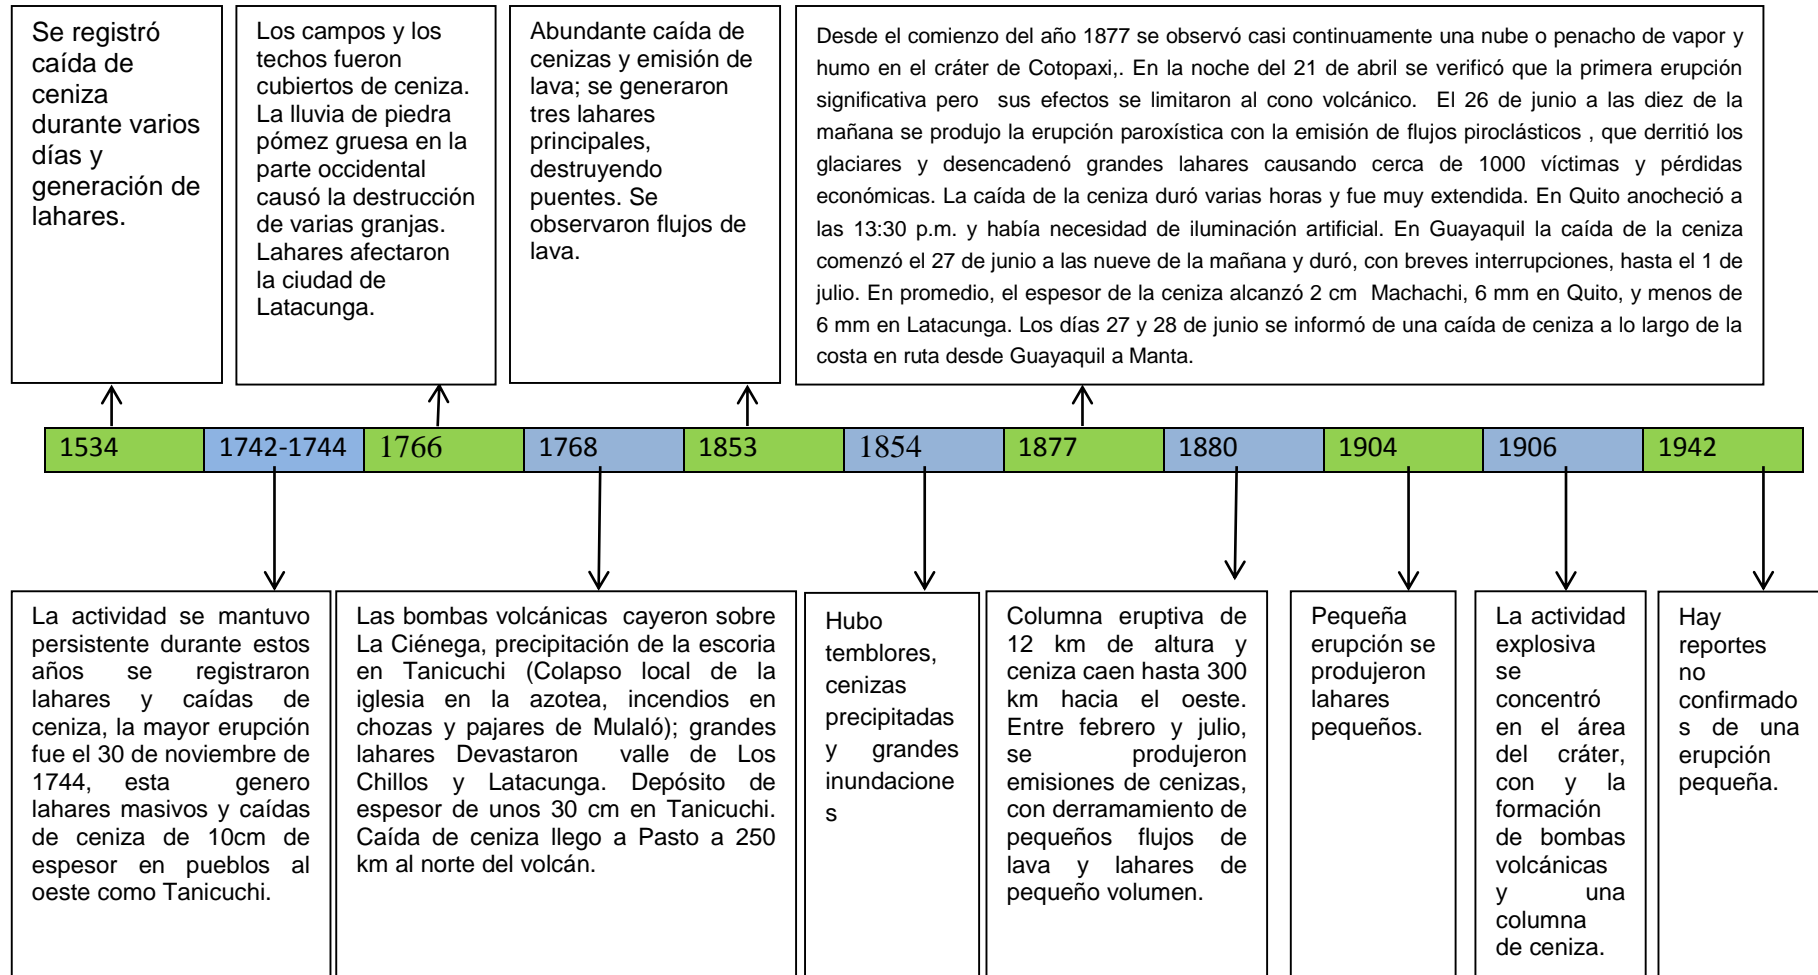 Se registró
caída de
ceniza
durante varios
días y
generación de
lahares.
Los campos y los
techos fueron
cubiertos de ceniza.
La lluvia de piedra
pómez gruesa en la
parte occidental
causó la destrucción
de varias granjas.
Lahares afectaron
la ciudad de
Latacunga.
Abundante caída de
cenizas y emisión de
lava; se generaron
tres lahares
principales,
destruyendo
puentes. Se
observaron flujos de
lava.
Desde el comienzo del año 1877 se observó casi continuamente una nube o penacho de vapor y
humo en el cráter de Cotopaxi,. En la noche del 21 de abril se verificó que la primera erupción
significativa pero sus efectos se limitaron al cono volcánico. El 26 de junio a las diez de la
mañana se produjo la erupción paroxística con la emisión de flujos piroclásticos , que derritió los
glaciares y desencadenó grandes lahares causando cerca de 1000 víctimas y pérdidas
económicas. La caída de la ceniza duró varias horas y fue muy extendida. En Quito anocheció a
las 13:30 p.m. y había necesidad de iluminación artificial. En Guayaquil la caída de la ceniza
comenzó el 27 de junio a las nueve de la mañana y duró, con breves interrupciones, hasta el 1 de
julio. En promedio, el espesor de la ceniza alcanzó 2 cm Machachi, 6 mm en Quito, y menos de
6 mm en Latacunga. Los días 27 y 28 de junio se informó de una caída de ceniza a lo largo de la
costa en ruta desde Guayaquil a Manta.
1534 1742-1744 1766 1768 1853 1854 1877 1880 1904 1906 1942
La actividad se mantuvo
persistente durante estos
años se registraron
lahares y caídas de
ceniza, la mayor erupción
fue el 30 de noviembre de
1744, esta genero
lahares masivos y caídas
de ceniza de 10cm de
espesor en pueblos al
oeste como Tanicuchi.
Las bombas volcánicas cayeron sobre
La Ciénega, precipitación de la escoria
en Tanicuchi (Colapso local de la
iglesia en la azotea, incendios en
chozas y pajares de Mulaló); grandes
lahares Devastaron valle de Los
Chillos y Latacunga. Depósito de
espesor de unos 30 cm en Tanicuchi.
Caída de ceniza llego a Pasto a 250
km al norte del volcán.
Hubo
temblores,
cenizas
precipitadas
y grandes
inundacione
s
Columna eruptiva de
12 km de altura y
ceniza caen hasta 300
km hacia el oeste.
Entre febrero y julio,
se produjeron
emisiones de cenizas,
con derramamiento de
pequeños flujos de
lava y lahares de
pequeño volumen.
Pequeña
erupción se
produjeron
lahares
pequeños.
La actividad
explosiva
se
concentró
en el área
del cráter,
con y la
formación
de bombas
volcánicas
y una
columna
de ceniza.
Hay
reportes
no
confirmado
s de una
erupción
pequeña.